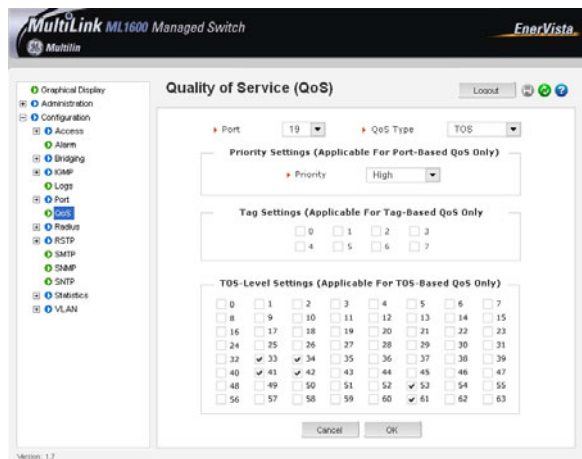 MultiLink ML1600 Managed Switch
Multilin
EnerVista
Graphical Display
Administration
Configuration
Access
Alarm
Bridging
IGMP
Logs
Port
QoS
Radius
RSTP
SMTP
SNMP
SNTP
Statistics
VLAN
Quality of Service (QoS)
Logout
Port 19 QoS Type TOS
Priority Settings (Applicable For Port-Based QoS Only)
Priority High
Tag Settings (Applicable For Tag-Based QoS Only
0 1 2 3
4 5 6 7
TOS-Level Settings (Applicable For TOS-Based QoS Only)
0 1 2 3 4 5 6 7
8 9 10 11 12 13 14 15
16 17 18 19 20 21 22 23
24 25 26 27 28 29 30 31
32 33 34 35 36 37 38 39
40 41 42 43 44 45 46 47
48 49 50 51 52 53 54 55
56 57 58 59 60 61 62 63
Cancel OK
Version: 1.7